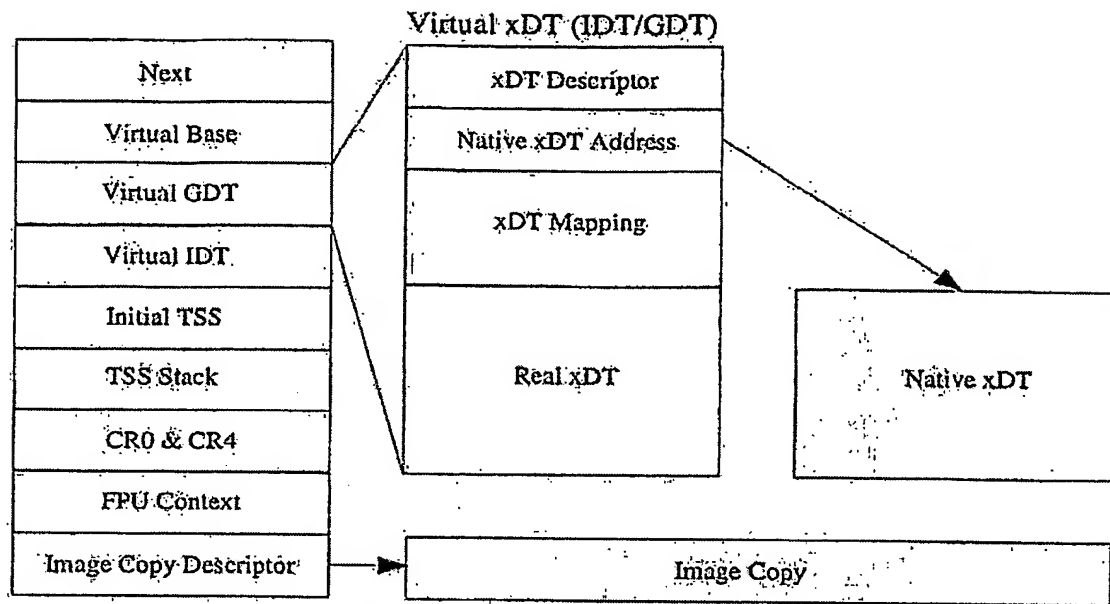 Virtual xDT (IDT/GDT)
Next
Virtual Base
Virtual GDT
Virtual IDT
Initial TSS
TSS Stack
CR0 & CR4
FPU Context
Image Copy Descriptor
xDT Descriptor
Native xDT Address
xDT Mapping
Real xDT
Native xDT
Image Copy